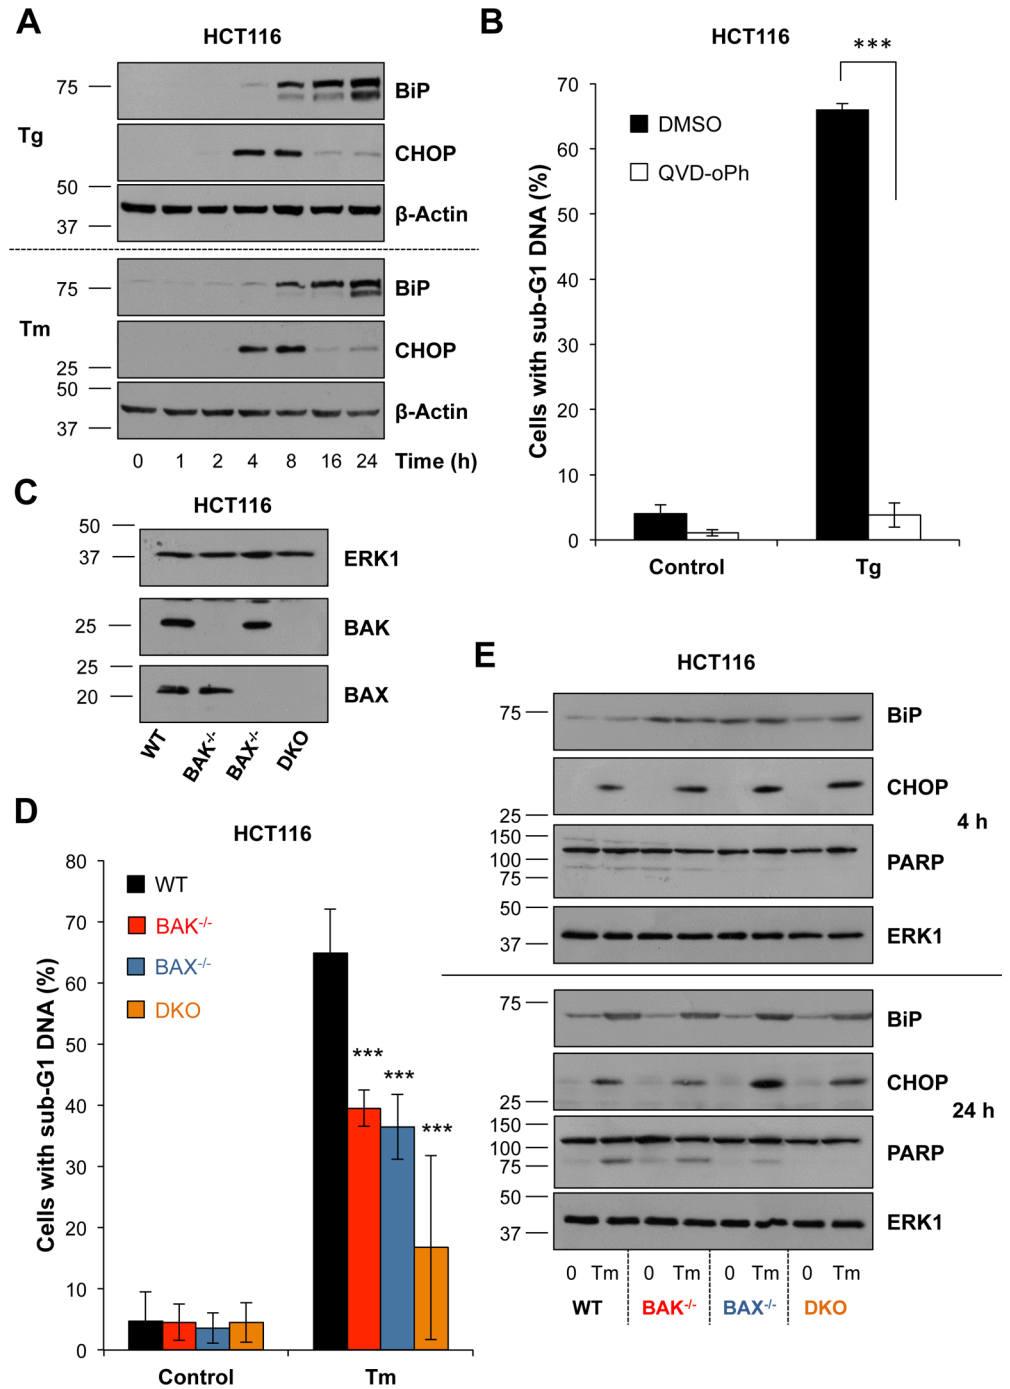 A
HCT116
75
BiP
Tg
CHOP
50
37
β-Actin
75
BiP
Tm
CHOP
25
50
37
β-Actin
0 1 2 4 8 16 24 Time (h)
B
HCT116
***
DMSO
QVD-oPh
Cells with sub-G1 DNA (%)
70
60
50
40
30
20
10
0
Control Tg
C
HCT116
50
37
ERK1
25
BAK
25
20
BAX
WT BAK-/- BAX-/- DKO
D
HCT116
WT
BAK-/-
BAX-/-
DKO
Cells with sub-G1 DNA (%)
80
70
60
50
40
30
20
10
0
***
***
***
Control Tm
E
HCT116
75
BiP
CHOP
25
4 h
150
100
75
PARP
50
37
ERK1
75
BiP
CHOP
25
24 h
150
100
75
PARP
50
37
ERK1
0 Tm 0 Tm 0 Tm 0 Tm
WT BAK-/- BAX-/- DKO